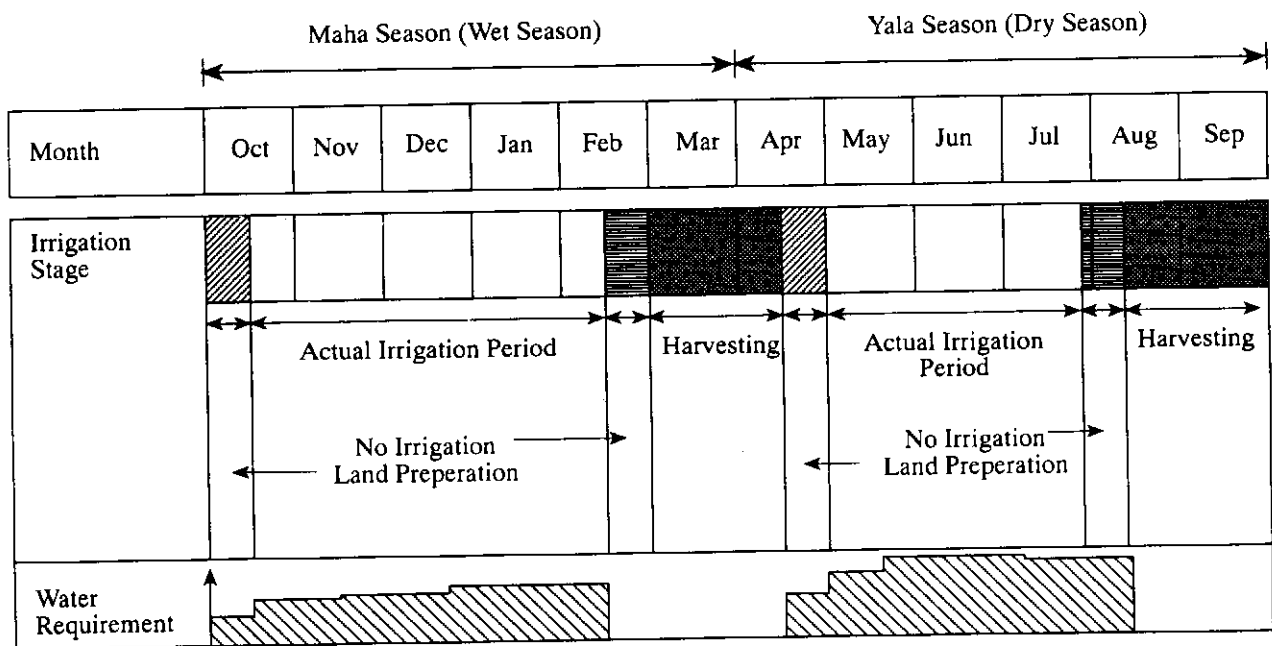 Maha Season (Wet Season)
Yala Season (Dry Season)
Month
Oct
Nov
Dec
Jan
Feb
Mar
Apr
May
Jun
Jul
Aug
Sep
Irrigation
Stage
Actual Irrigation Period
Harvesting
Actual Irrigation
Period
Harvesting
No Irrigation
Land Preperation
No Irrigation
Land Preperation
Water
Requirement